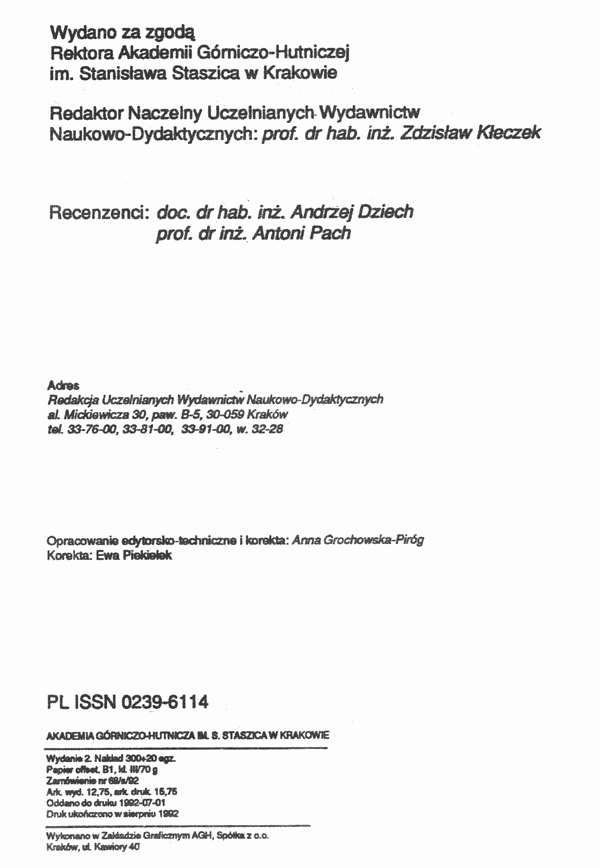 Wydano za zgodą
Rektora Akademii Górniczo-Hutniczej
im. Stanisława Staszica w Krakowie
Redaktor Naczelny Uczelnianych Wydawnictw
Naukowo-Dydaktycznych: prof. dr hab. inż. Zdzisław Kłeczek
Recenzenci: doc. dr hab. inż. Andrzej Dziech
prof. dr inż. Antoni Pach
Adres
Redakcja Uczelnianych Wydawnictw Naukowo-Dydaktycznych
al. Mickiewicza 30, paw. B-5, 30-059 Kraków
tel. 33-76-00, 33-81-00, 33-91-00, w. 32-28
Opracowanie edytorsko-techniczne i korekta: Anna Grochowska-Piróg
Korekta: Ewa Piekiełek
PL ISSN 0239-6114
AKADEMIA GÓRNICZO-HUTNICZA IM. S. STASZICA W KRAKOWIE
Wydanie 2. Nakład 300+20 egz.
Papier offset. B1, kl. III/70 g
Zamówienie nr 69/s/92
Ark. wyd. 12,75, ark. druk. 15,75
Oddano do druku 1992-07-01
Druk ukończono w sierpniu 1992
Wykonano w Zakładzie Graficznym AGH, Spółka z o.o.
Kraków, ul. Kawiory 40